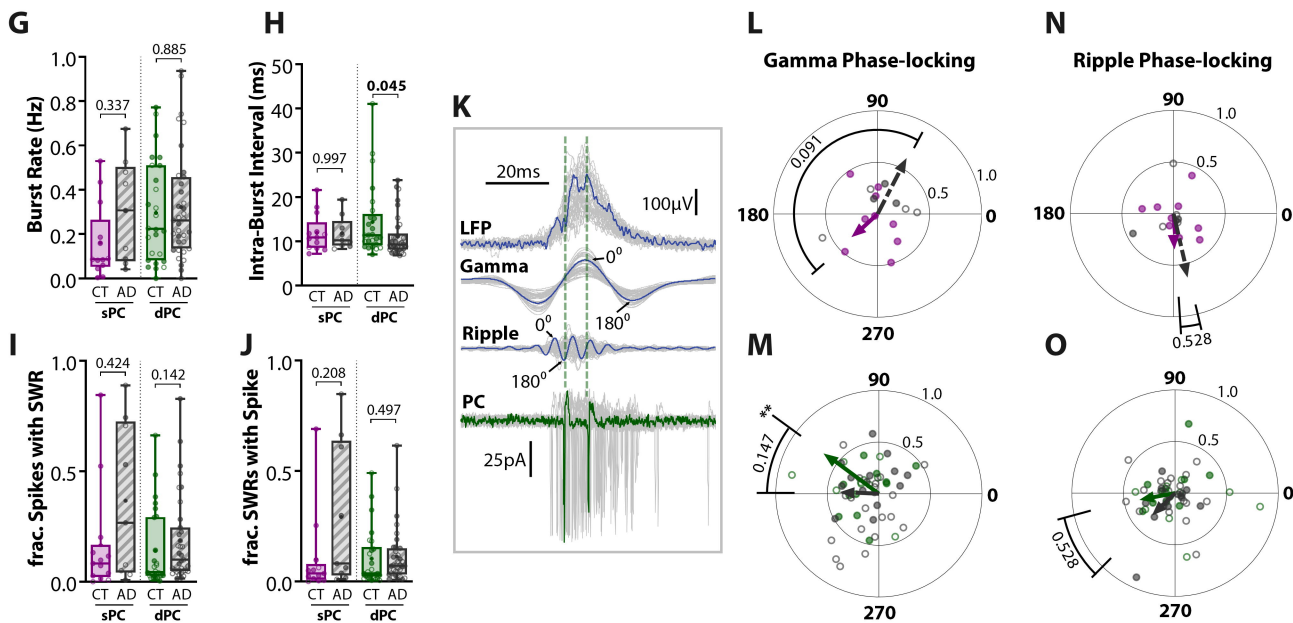 G
Burst Rate (Hz)
1.0
0.8
0.6
0.4
0.2
0.0
0.337
0.885
CT AD CT AD
sPC dPC
H
Intra-Burst Interval (ms)
50
40
30
20
10
0
0.997
0.045
CT AD CT AD
sPC dPC
I
frac. Spikes with SWR
1.0
0.5
0.0
0.424
0.142
CT AD CT AD
sPC dPC
J
frac. SWRs with Spike
1.0
0.5
0.0
0.208
0.497
CT AD CT AD
sPC dPC
K
20ms
100μV
LFP
Gamma
0⁰
180⁰
Ripple
0⁰
180⁰
PC
25pA
L
Gamma Phase-locking
90
1.0
0.5
180
0
270
0.091
M
90
1.0
0.5
0
270
**
0.147
N
Ripple Phase-locking
90
1.0
0.5
180
0
0.528
O
90
1.0
0.5
0
270
0.528